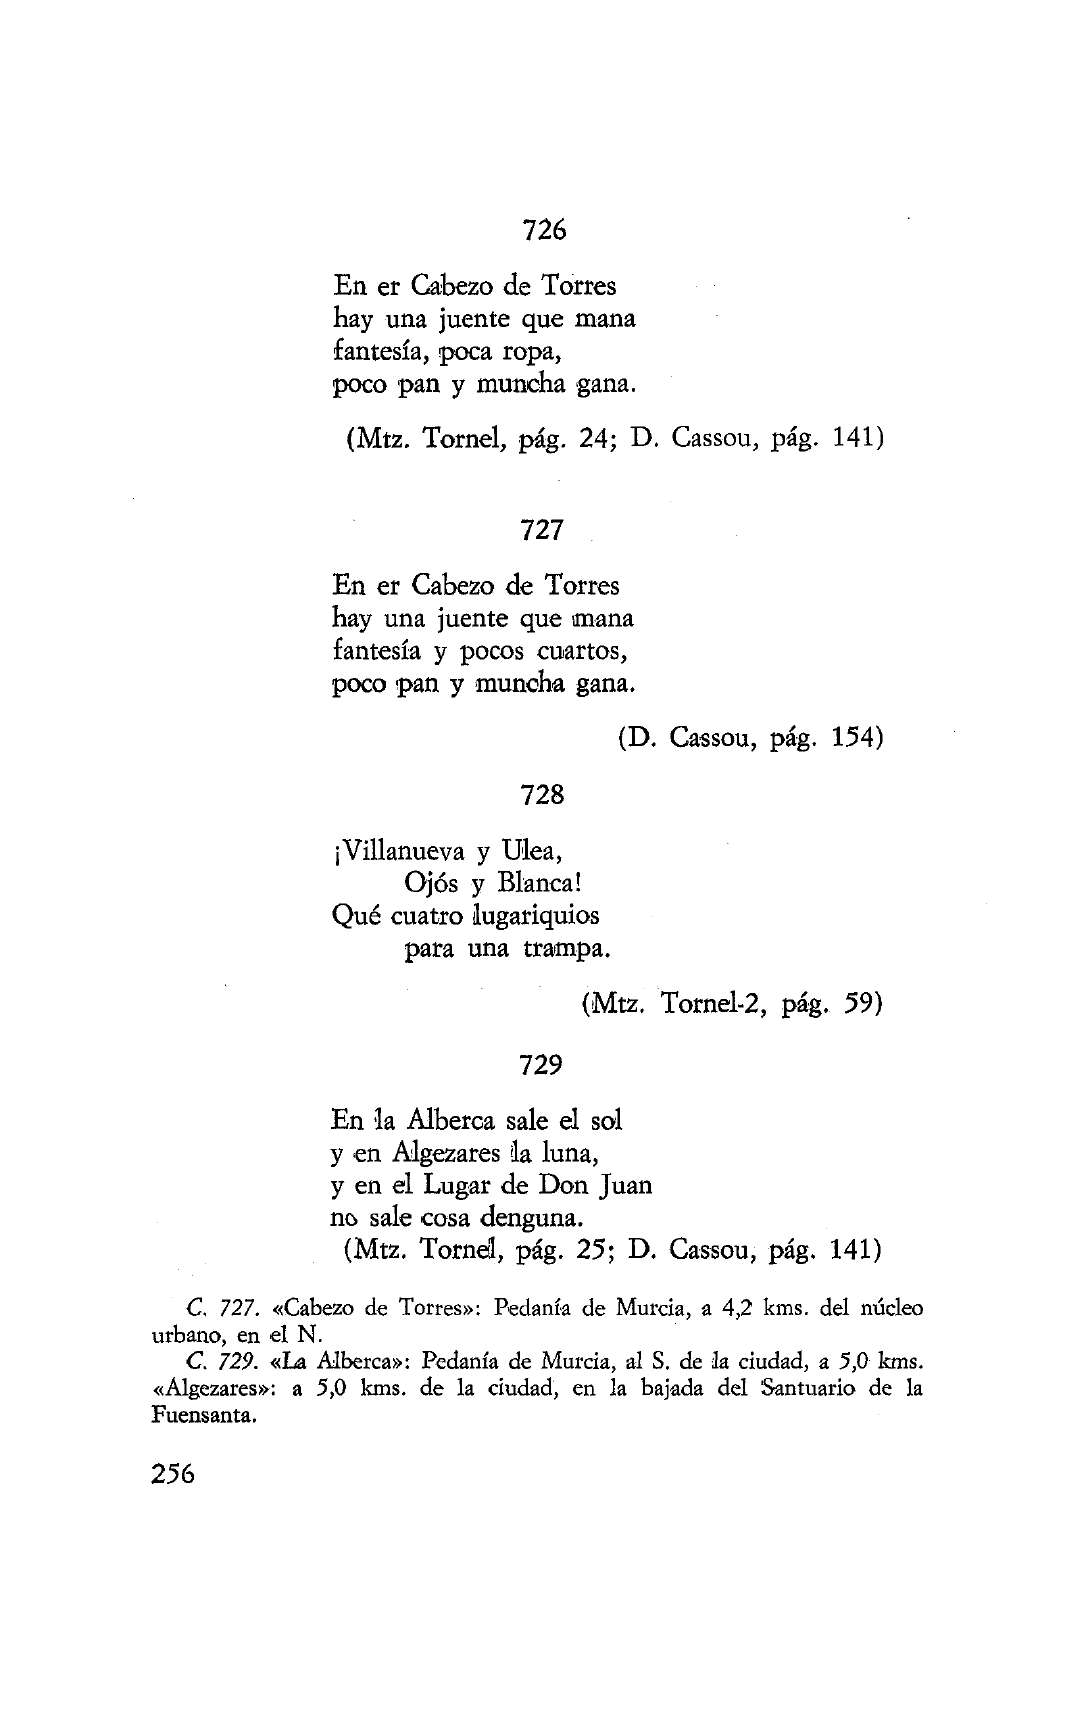 726
En er Cabezo de Torres
hay una juente que mana
fantesía, poca ropa,
poco pan y muncha gana.
(Mtz. Tornel, pág. 24; D. Cassou, pág. 141)
727
En er Cabezo de Torres
hay una juente que mana
fantesía y pocos cuartos,
poco pan y muncha gana.
(D. Cassou, pág. 154)
728
¡Villanueva y Ulea,
Ojós y Blanca!
Qué cuatro lugariquios
para una trampa.
(Mtz. Tornel-2, pág. 59)
729
En la Alberca sale el sol
y en Algezares la luna,
y en el Lugar de Don Juan
no sale cosa denguna.
(Mtz. Tornel, pág. 25; D. Cassou, pág. 141)
C. 727. «Cabezo de Torres»: Pedanía de Murcia, a 4,2 kms. del núcleo
urbano, en el N.
C. 729. «La Alberca»: Pedanía de Murcia, al S. de la ciudad, a 5,0 kms.
«Algezares»: a 5,0 kms. de la ciudad, en la bajada del Santuario de la
Fuensanta.
256